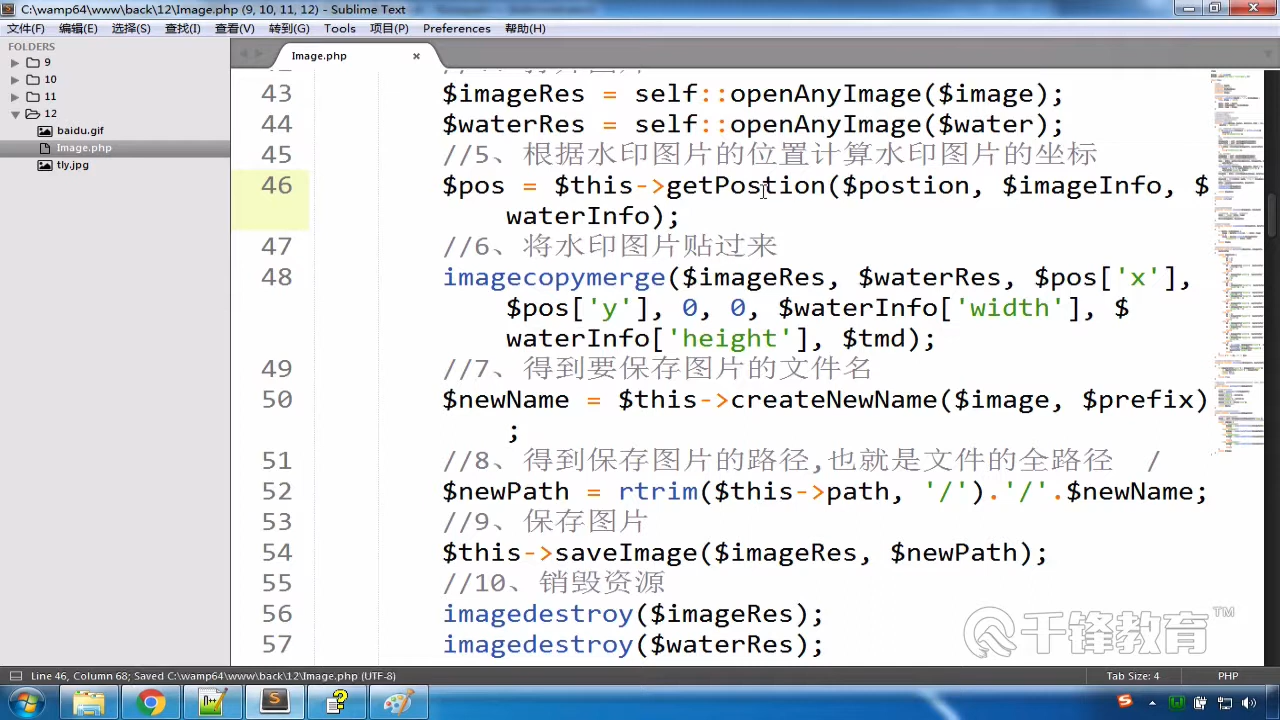 C:\wamp64\www\back\12\Image.php (9, 10, 11, 12) - Sublime Text
文件(F) 编辑(E) 选择(S) 查找(I) 查看(V) 转到(G) Tools 项目(P) Preferences 帮助(H)
FOLDERS
9
10
11
12
baidu.gif
Image.php
tly.jpg
Image.php
43 $imageRes = self::openAnyImage($image);
44 $waterRes = self::openAnyImage($water);
45 //5、根据水印图片的位置计算水印图片的坐标
46 $pos = $this->getPostion($postion, $imageInfo, $
waterInfo);
47 //6、将水印图片贴过来
48 imagecopymerge($imageRes, $waterRes, $pos['x'],
$pos['y'], 0, 0, $waterInfo['width'], $
waterInfo['height'], $tmd);
49 //7、得到要保存图片的文件名
50 $newName = $this->createNewName($image, $prefix)
;
51 //8、得到保存图片的路径,也就是文件的全路径 /
52 $newPath = rtrim($this->path, '/').'/'.$newName;
53 //9、保存图片
54 $this->saveImage($imageRes, $newPath);
55 //10、销毁资源
56 imagedestroy($imageRes);
57 imagedestroy($waterRes);
千锋教育™
Line 46, Column 68; Saved C:\wamp64\www\back\12\Image.php (UTF-8)
Tab Size: 4
PHP